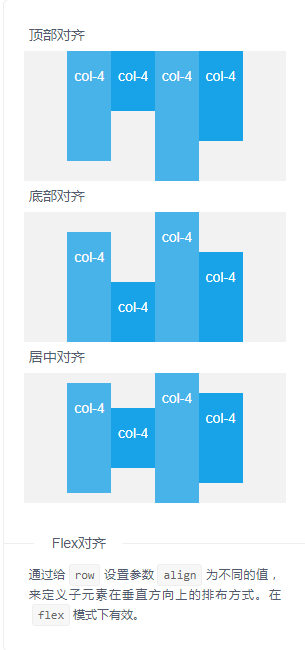 顶部对齐
col-4 col-4 col-4 col-4
底部对齐
col-4
col-4
col-4
col-4
居中对齐
col-4
col-4
col-4
col-4
Flex对齐
通过给 row 设置参数 align 为不同的值，
来定义子元素在垂直方向上的排布方式。在
flex 模式下有效。